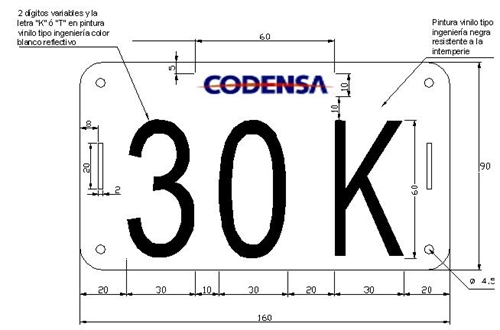 2 dígitos variables y la
letra "K" ó "T" en pintura
vinilo tipo ingeniería color
blanco reflectivo
Pintura vinilo tipo
ingeniería negra
resistente a la
intemperie
60
5
CODENSA
10
10
8
20
2
30 K
60
90
ø 4.5
20 30 10 30 20 30 20
160